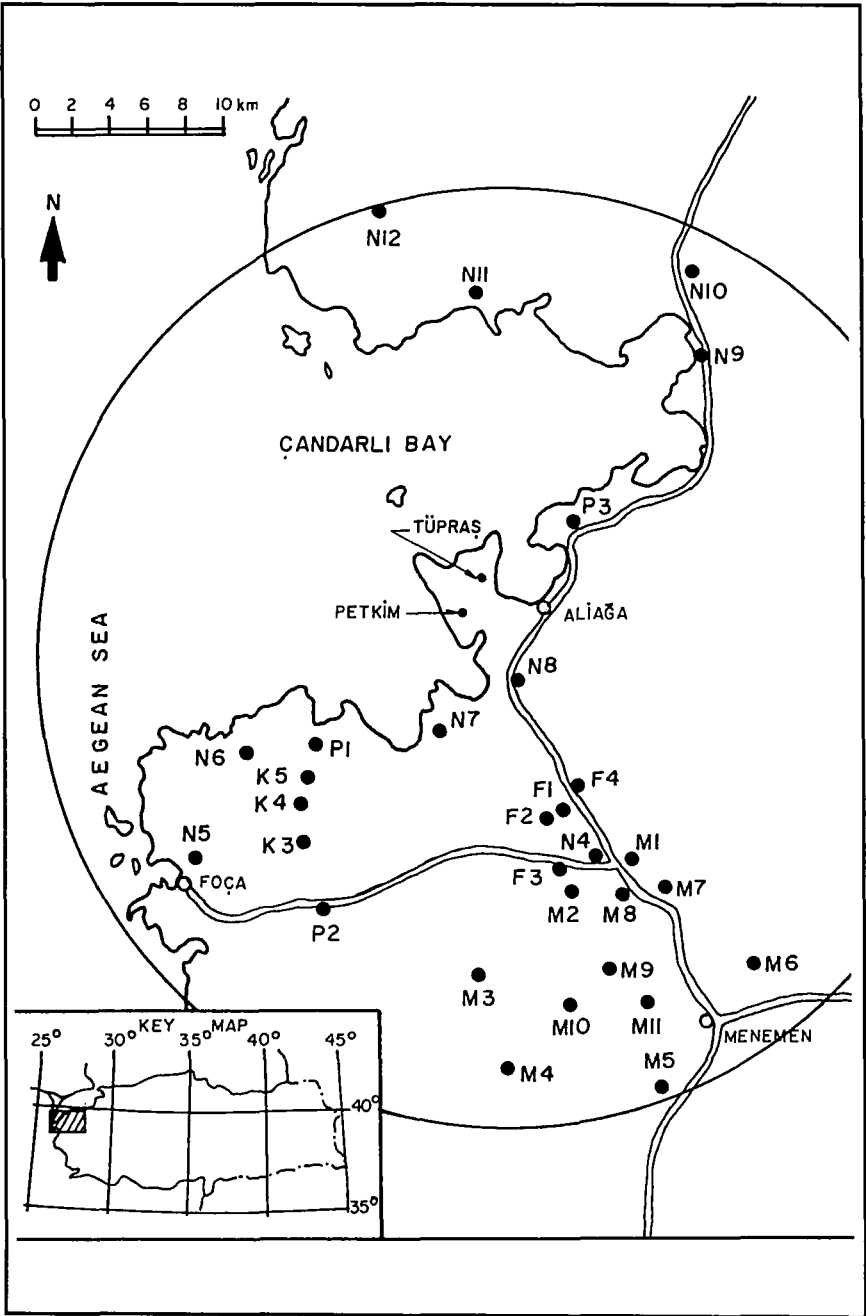 0 2 4 6 8 10 km
N
N12
N11
N10
N9
ÇANDARLI BAY
P3
TÜPRAŞ
PETKİM
ALİAĞA
AEGEAN SEA
N8
N7
N6
P1
K5
K4
K3
F4
F1
F2
N5
N4
M1
FOÇA
F3
M7
M2
M8
P2
M9
M6
M3
M10
M11
MENEMEN
M4
M5
KEY MAP
25° 30° 35° 40° 45°
40°
35°